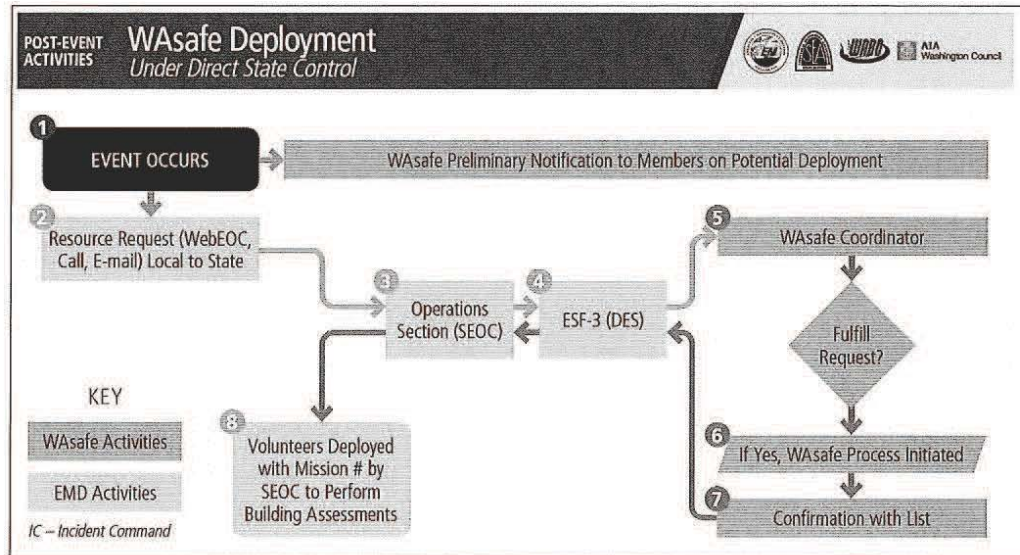 POST-EVENT
ACTIVITIES
WAsafe Deployment
Under Direct State Control
WABO
AIA
Washington Council
1
EVENT OCCURS
WAsafe Preliminary Notification to Members on Potential Deployment
2
Resource Request (WebEOC,
Call, E-mail) Local to State
3
Operations
Section (SEOC)
4
ESF-3 (DES)
5
WAsafe Coordinator
Fulfill
Request?
6
If Yes, WAsafe Process Initiated
7
Confirmation with LIst
8
Volunteers Deployed
with Mission # by
SEOC to Perform
Building Assessments
KEY
WAsafe Activities
EMD Activities
IC – Incident Command